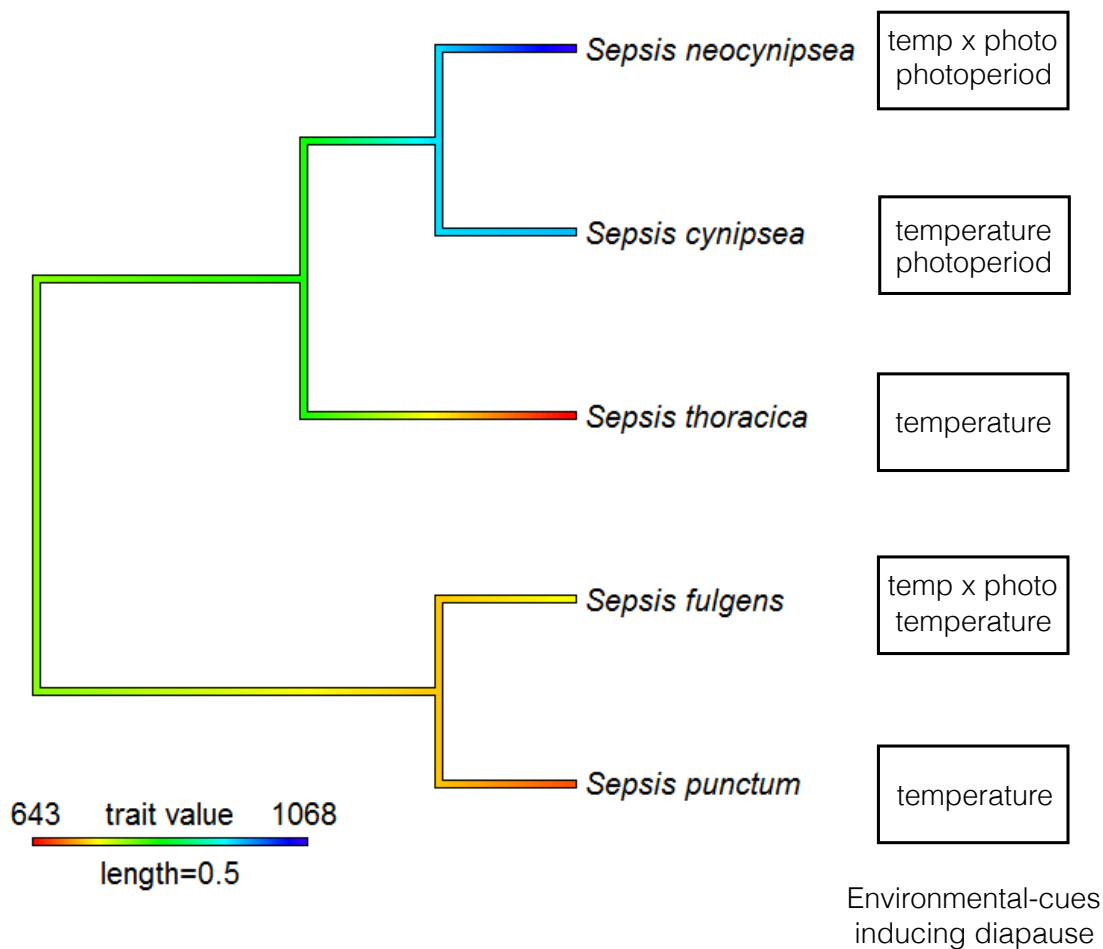 Sepsis neocynipsea
temp x photo
photoperiod
Sepsis cynipsea
temperature
photoperiod
Sepsis thoracica
temperature
Sepsis fulgens
temp x photo
temperature
Sepsis punctum
temperature
643 trait value 1068
length=0.5
Environmental-cues
inducing diapause